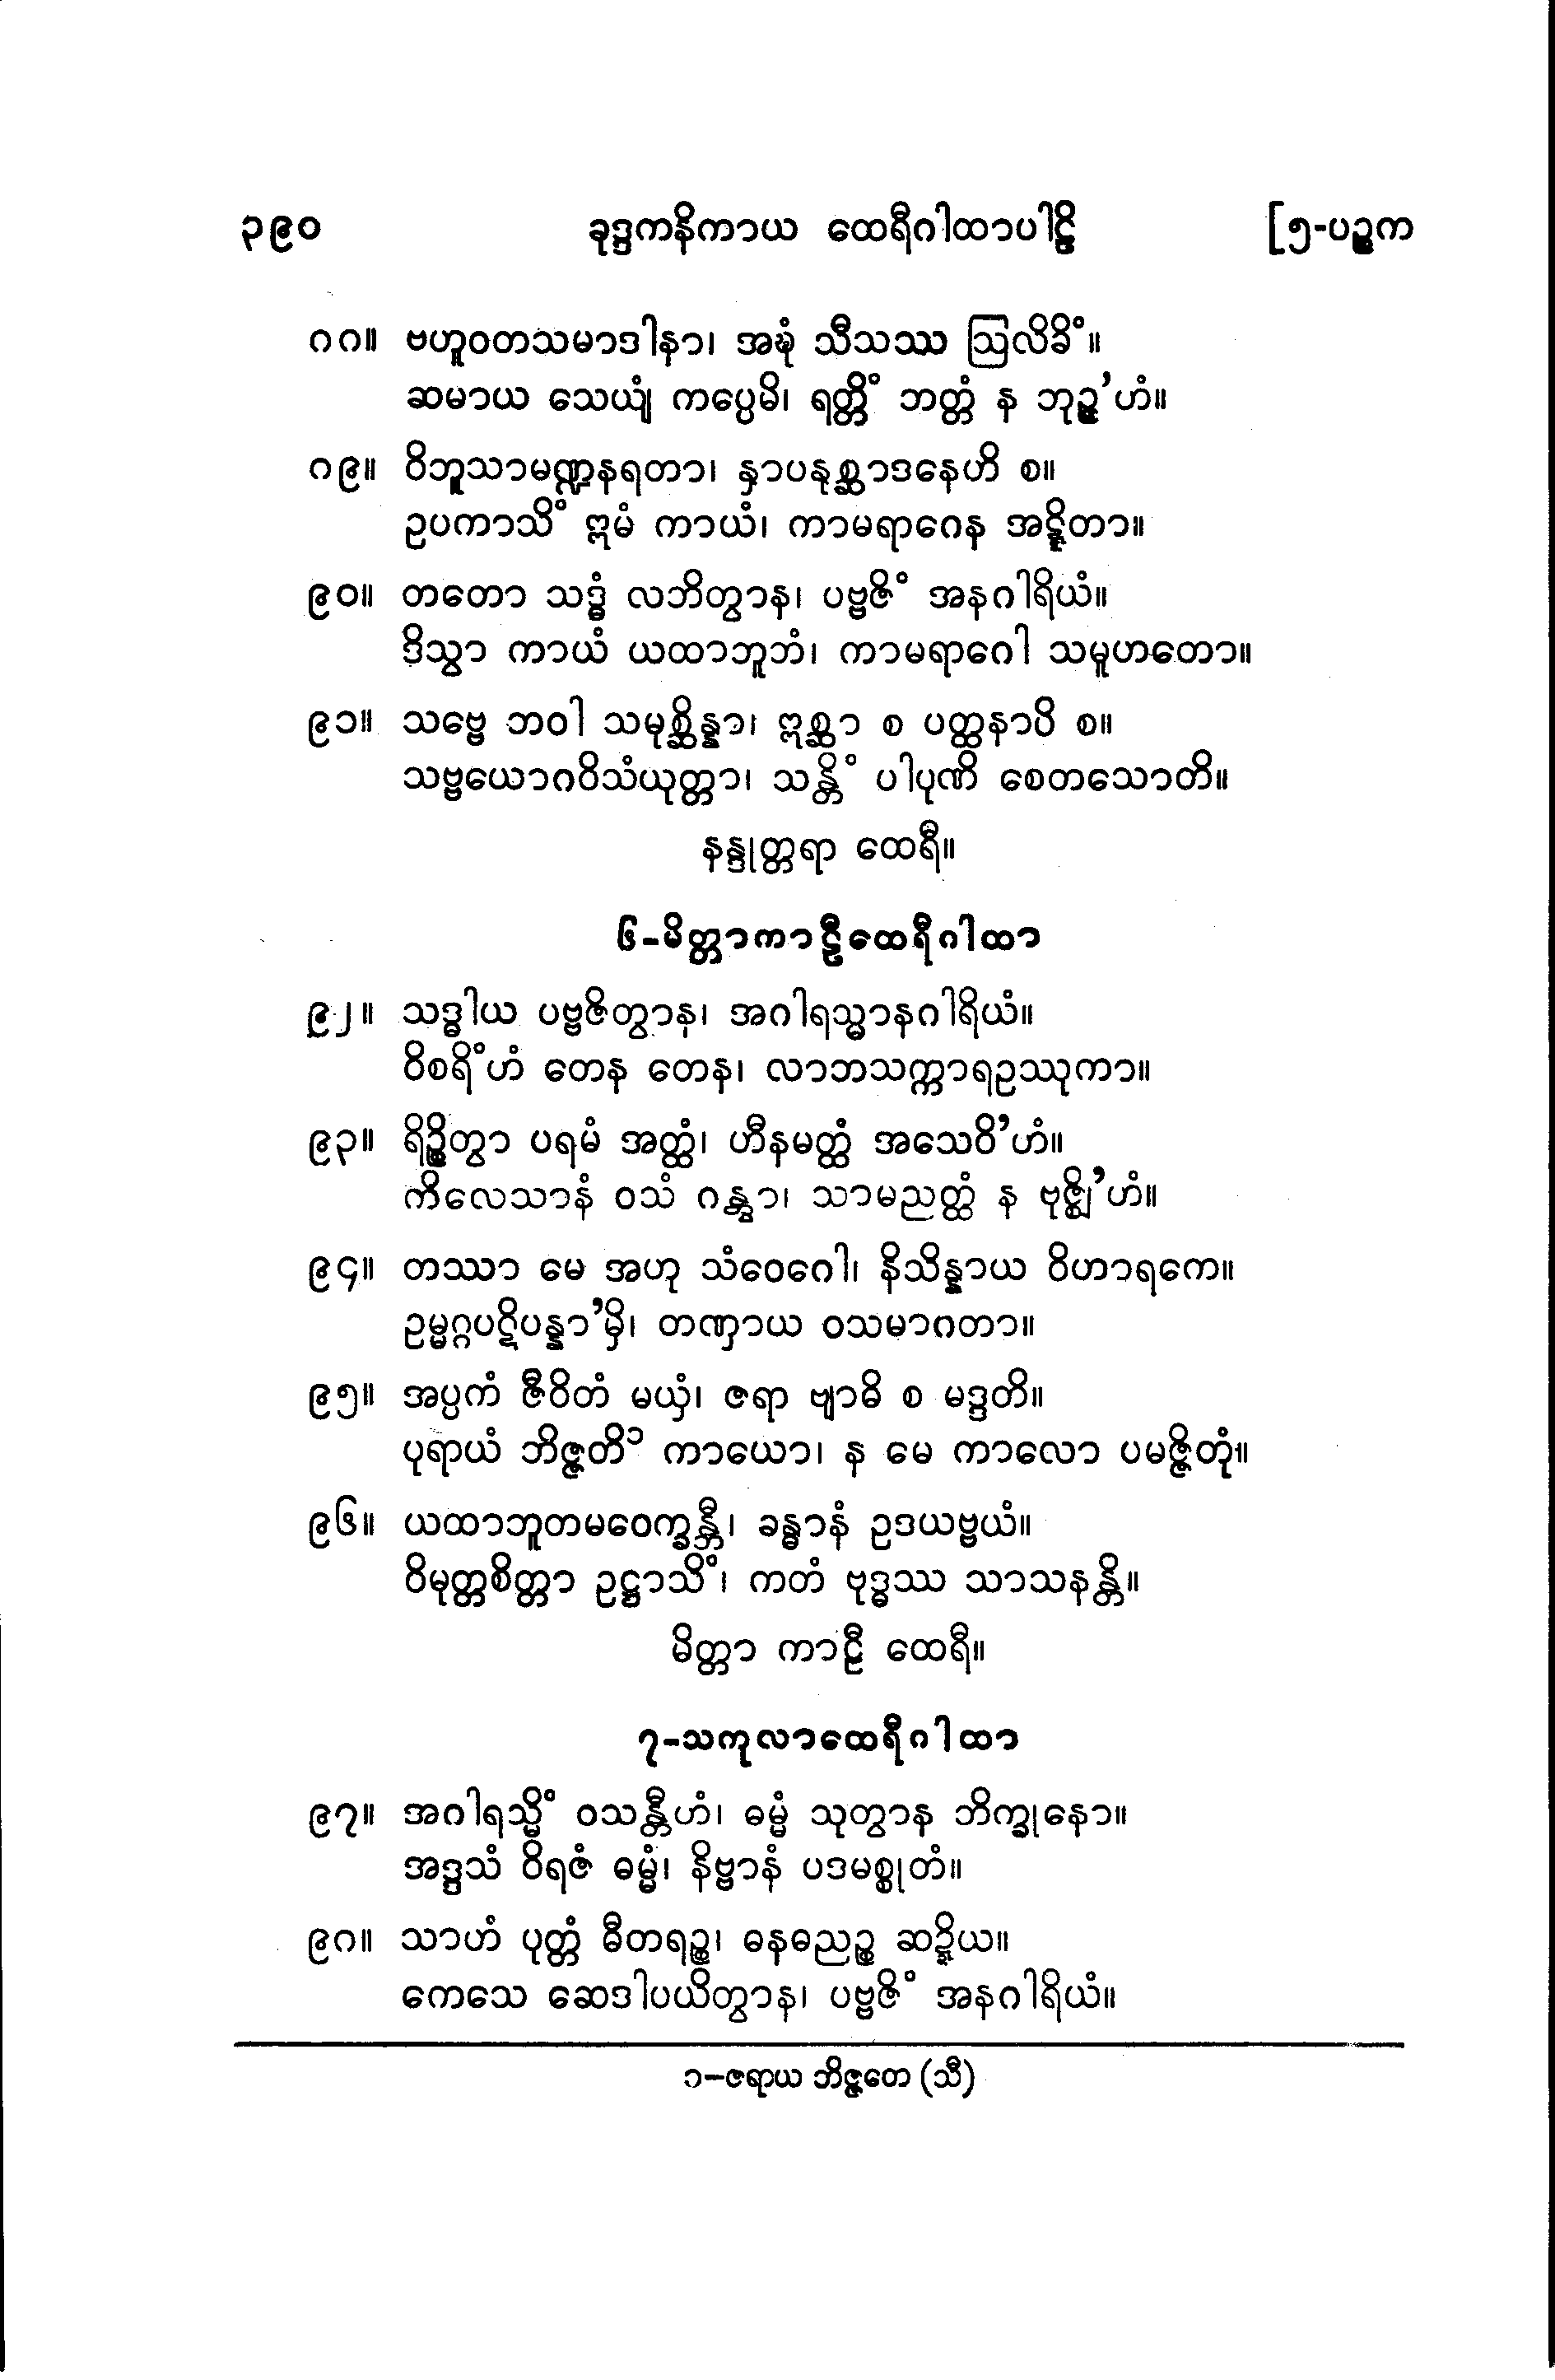 ၃၉၀ ခုဒ္ဒကနိကာယ ထေရီဂါထာပါဠိ [၅-ပဉ္စက
၈၈။ ဗဟူဝတသမာဒါနာ၊ အဍ္ဎံ သီသဿ ဩလိခိံ။
ဆမာယ သေယျံ ကပ္ပေမိ၊ ရတ္တိံ ဘတ္တံ န ဘုဉ္ဇ’ဟံ။
၈၉။ ဝိဘူသာမဏ္ဍနရတာ၊ နှာပနုစ္ဆာဒနေဟိ စ။
ဥပကာသိံ ဣမံ ကာယံ၊ ကာမရာဂေန အဋ္ဋိတာ။
၉၀။ တတော သဒ္ဓံ လဘိတွာန၊ ပဗ္ဗဇိံ အနဂါရိယံ။
ဒိသွာ ကာယံ ယထာဘူဘံ၊ ကာမရာဂေါ သမူဟတော။
၉၁။ သဗ္ဗေ ဘဝါ သမုစ္ဆိန္နာ၊ ဣစ္ဆာ စ ပတ္ထနာပိ စ။
သဗ္ဗယောဂဝိသံယုတ္တာ၊ သန္တိံ ပါပုဏိ စေတသောတိ။
နန္ဒုတ္တရာ ထေရီ။
၆-မိတ္တာကာဠီထေရီဂါထာ
၉၂။ သဒ္ဓါယ ပဗ္ဗဇိတွာန၊ အဂါရသ္မာနဂါရိယံ။
ဝိစရိံဟံ တေန တေန၊ လာဘသက္ကာရဥဿုကာ။
၉၃။ ရိဉ္စိတွာ ပရမံ အတ္ထံ၊ ဟီနမတ္ထံ အသေဝိ’ဟံ။
ကိလေသာနံ ဝသံ ဂန္တွာ၊ သာမညတ္ထံ န ဗုဇ္ဈိ’ဟံ။
၉၄။ တဿာ မေ အဟု သံဝေဂေါ၊ နိသိန္နာယ ဝိဟာရကေ။
ဥမ္မဂ္ဂပဋိပန္နာ’မှိ၊ တဏှာယ ဝသမာဂတာ။
၉၅။ အပ္ပကံ ဇီဝိတံ မယှံ၊ ဇရာ ဗျာဓိ စ မဒ္ဒတိ။
ပုရာယံ ဘိဇ္ဇတိ၁ ကာယော၊ န မေ ကာလော ပမဇ္ဇိတုံ။
၉၆။ ယထာဘူတမဝေက္ခန္တီ၊ ခန္ဓာနံ ဥဒယဗ္ဗယံ။
ဝိမုတ္တစိတ္တာ ဥဋ္ဌာသိံ၊ ကတံ ဗုဒ္ဓဿ သာသနန္တိ။
မိတ္တာ ကာဠီ ထေရီ။
၇-သကုလာထေရီဂါထာ
၉၇။ အဂါရသ္မိံ ဝသန္တီဟံ၊ ဓမ္မံ သုတွာန ဘိက္ခုနော။
အဒ္ဒသံ ဝိရဇံ ဓမ္မံ၊ နိဗ္ဗာနံ ပဒမစ္စုတံ။
၉၈။ သာဟံ ပုတ္တံ ဓီတရဉ္စ၊ ဓနဓညဉ္စ ဆဍ္ဍိယ။
ကေသေ ဆေဒါပယိတွာန၊ ပဗ္ဗဇိံ အနဂါရိယံ။
၁-ဇရာယ ဘိဇ္ဇတေ (သီ)